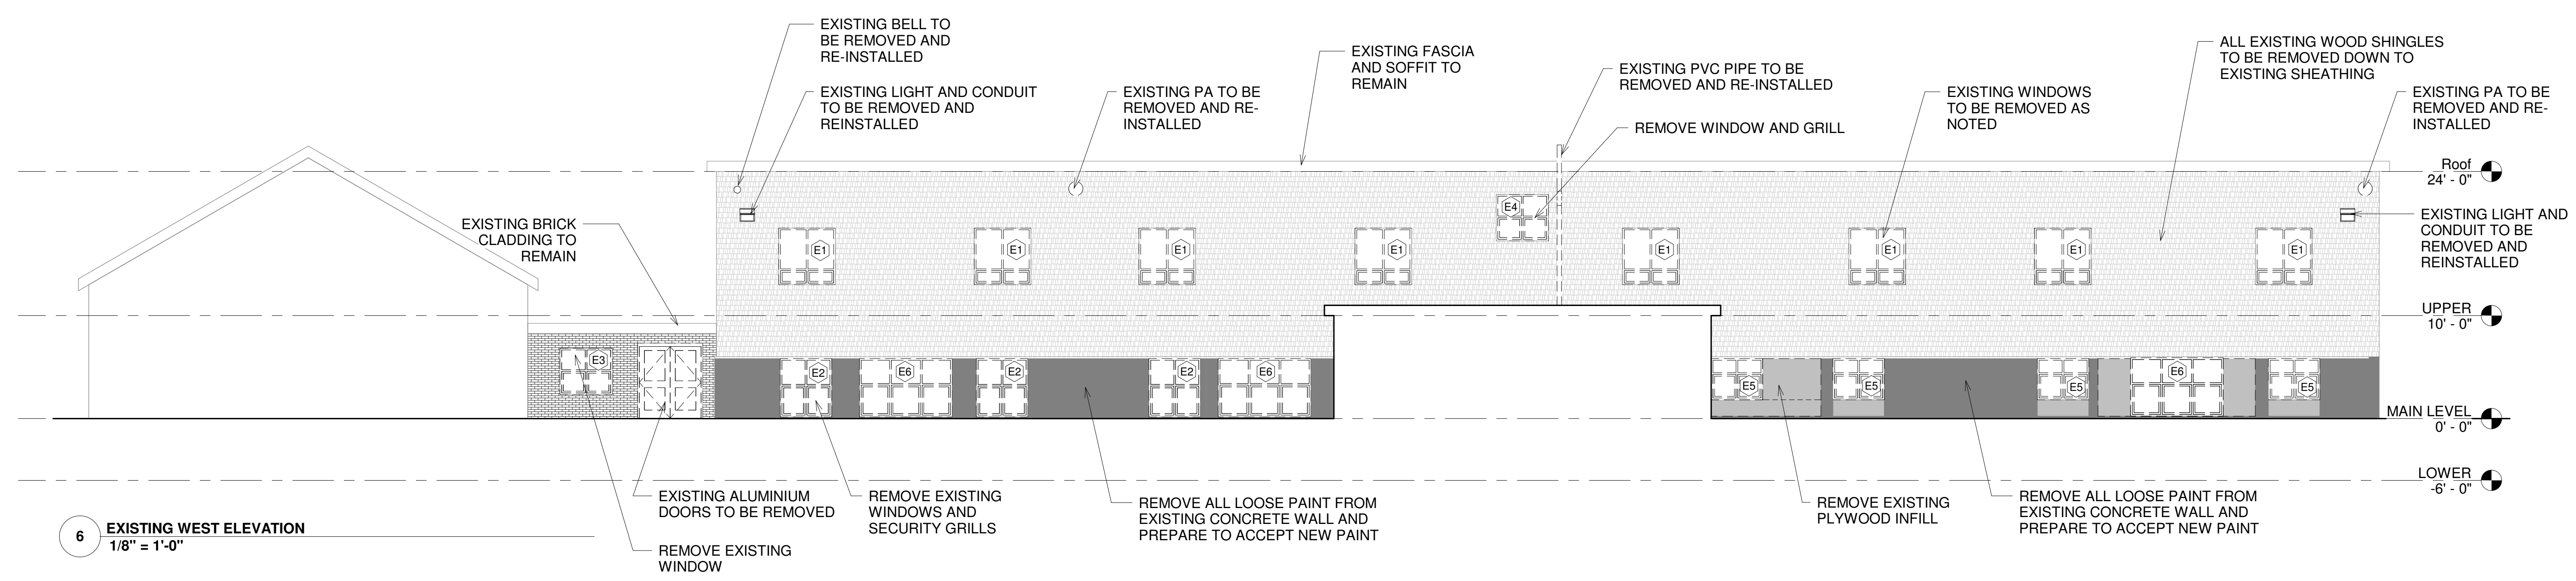 EXISTING BELL TO
BE REMOVED AND
RE-INSTALLED
EXISTING LIGHT AND CONDUIT
TO BE REMOVED AND
REINSTALLED
EXISTING PA TO BE
REMOVED AND RE-
INSTALLED
EXISTING FASCIA
AND SOFFIT TO
REMAIN
EXISTING PVC PIPE TO BE
REMOVED AND RE-INSTALLED
REMOVE WINDOW AND GRILL
EXISTING WINDOWS
TO BE REMOVED AS
NOTED
ALL EXISTING WOOD SHINGLES
TO BE REMOVED DOWN TO
EXISTING SHEATHING
EXISTING PA TO BE
REMOVED AND RE-
INSTALLED
Roof
24' - 0"
EXISTING LIGHT AND
CONDUIT TO BE
REMOVED AND
REINSTALLED
EXISTING BRICK
CLADDING TO
REMAIN
E4
E1
E1
E1
E1
E1
E1
E1
E1
UPPER
10' - 0"
E3
E2
E6
E2
E2
E6
E5
E5
E5
E6
E5
MAIN LEVEL
0' - 0"
LOWER
-6' - 0"
EXISTING ALUMINIUM
DOORS TO BE REMOVED
REMOVE EXISTING
WINDOW
REMOVE EXISTING
WINDOWS AND
SECURITY GRILLS
REMOVE ALL LOOSE PAINT FROM
EXISTING CONCRETE WALL AND
PREPARE TO ACCEPT NEW PAINT
REMOVE EXISTING
PLYWOOD INFILL
REMOVE ALL LOOSE PAINT FROM
EXISTING CONCRETE WALL AND
PREPARE TO ACCEPT NEW PAINT
6
EXISTING WEST ELEVATION
1/8" = 1'-0"